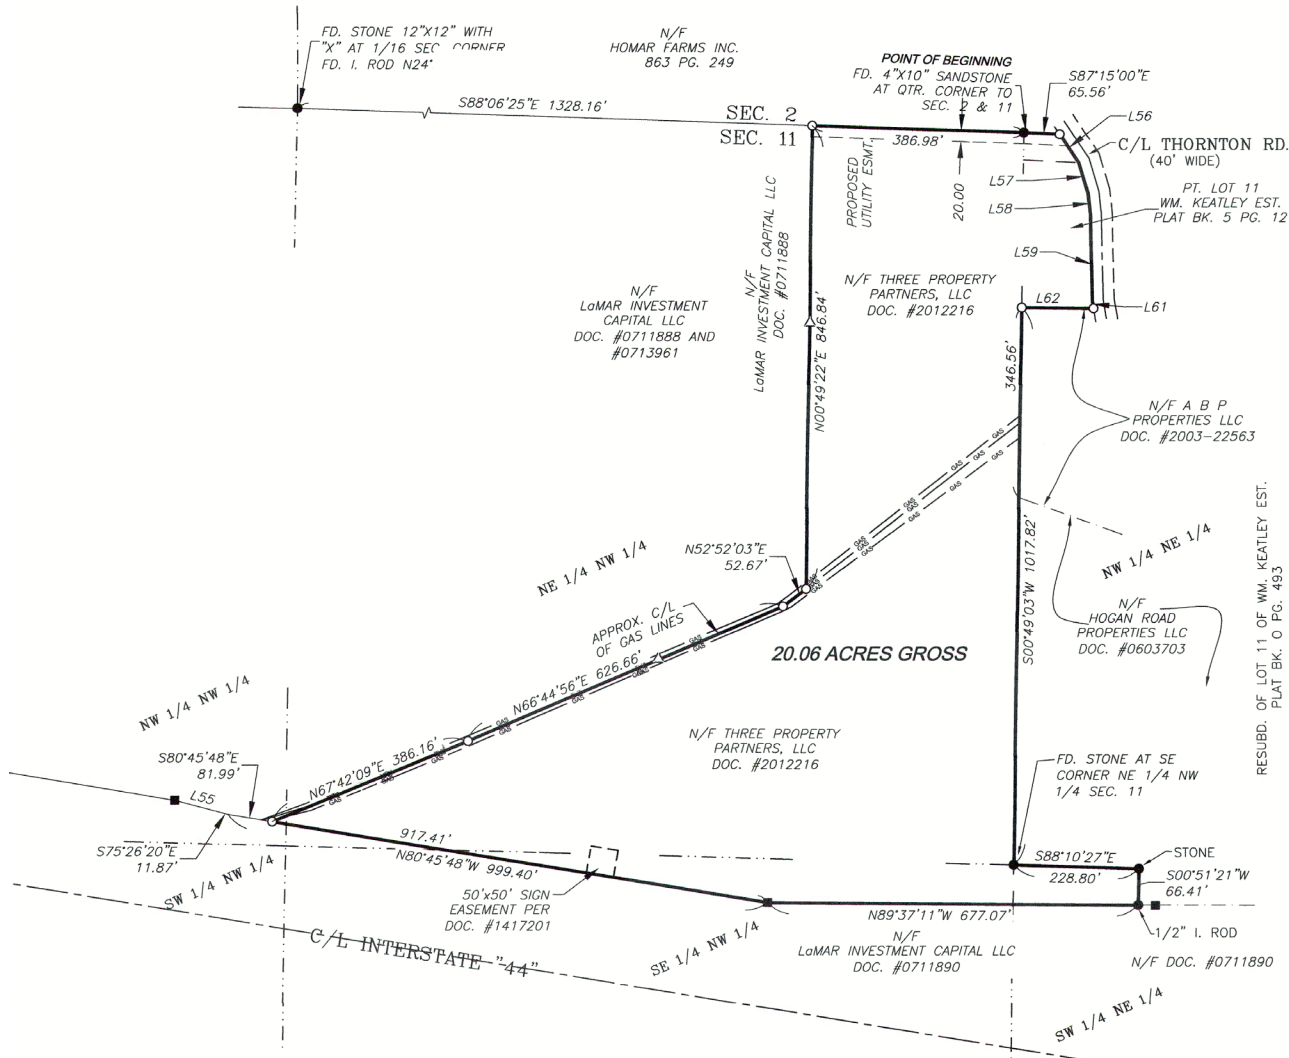 FD. STONE 12"X12" WITH
"X" AT 1/16 SEC CORNER
FD. I. ROD N24°
N/F
HOMAR FARMS INC.
863 PG. 249
POINT OF BEGINNING
FD. 4"X10" SANDSTONE
AT QTR. CORNER TO
SEC. 2 & 11
S87°15'00"E
65.56'
S88°06'25"E 1328.16'
SEC. 2
SEC. 11
386.98'
L56
C/L THORNTON RD.
(40' WIDE)
PROPOSED
UTILITY ESMT.
20.00
L57
L58
L59
PT. LOT 11
WM. KEATLEY EST.
PLAT BK. 5 PG. 12
N/F
LaMAR INVESTMENT CAPITAL LLC
DOC. #0711888
N/F
LaMAR INVESTMENT
CAPITAL LLC
DOC. #0711888 AND
#0713961
N/F THREE PROPERTY
PARTNERS, LLC
DOC. #2012216
L62
L61
N00°49'22"E 846.84'
346.56'
N/F A B P
PROPERTIES LLC
DOC. #2003-22563
GAS GAS GAS
GAS GAS GAS
GAS GAS GAS
GAS GAS GAS
S00°49'03"W 1017.82'
NW 1/4 NE 1/4
RESUBD. OF LOT 11 OF WM. KEATLEY EST.
PLAT BK. O PG. 493
N52°52'03"E
52.67'
NE 1/4 NW 1/4
APPROX. C/L
OF GAS LINES
N/F
HOGAN ROAD
PROPERTIES LLC
DOC. #0603703
20.06 ACRES GROSS
N66°44'56"E 626.66'
NW 1/4 NW 1/4
N/F THREE PROPERTY
PARTNERS, LLC
DOC. #2012216
S80°45'48"E
81.99'
N67°42'09"E 386.16'
FD. STONE AT SE
CORNER NE 1/4 NW
1/4 SEC. 11
L55
S75°26'20"E
11.87'
917.41'
N80°45'48"W 999.40'
S88°10'27"E
228.80'
STONE
S00°51'21"W
66.41'
SW 1/4 NW 1/4
50'x50' SIGN
EASEMENT PER
DOC. #1417201
N89°37'11"W 677.07'
1/2" I. ROD
C/L INTERSTATE "44"
SE 1/4 NW 1/4
N/F
LaMAR INVESTMENT CAPITAL LLC
DOC. #0711890
N/F DOC. #0711890
SW 1/4 NE 1/4